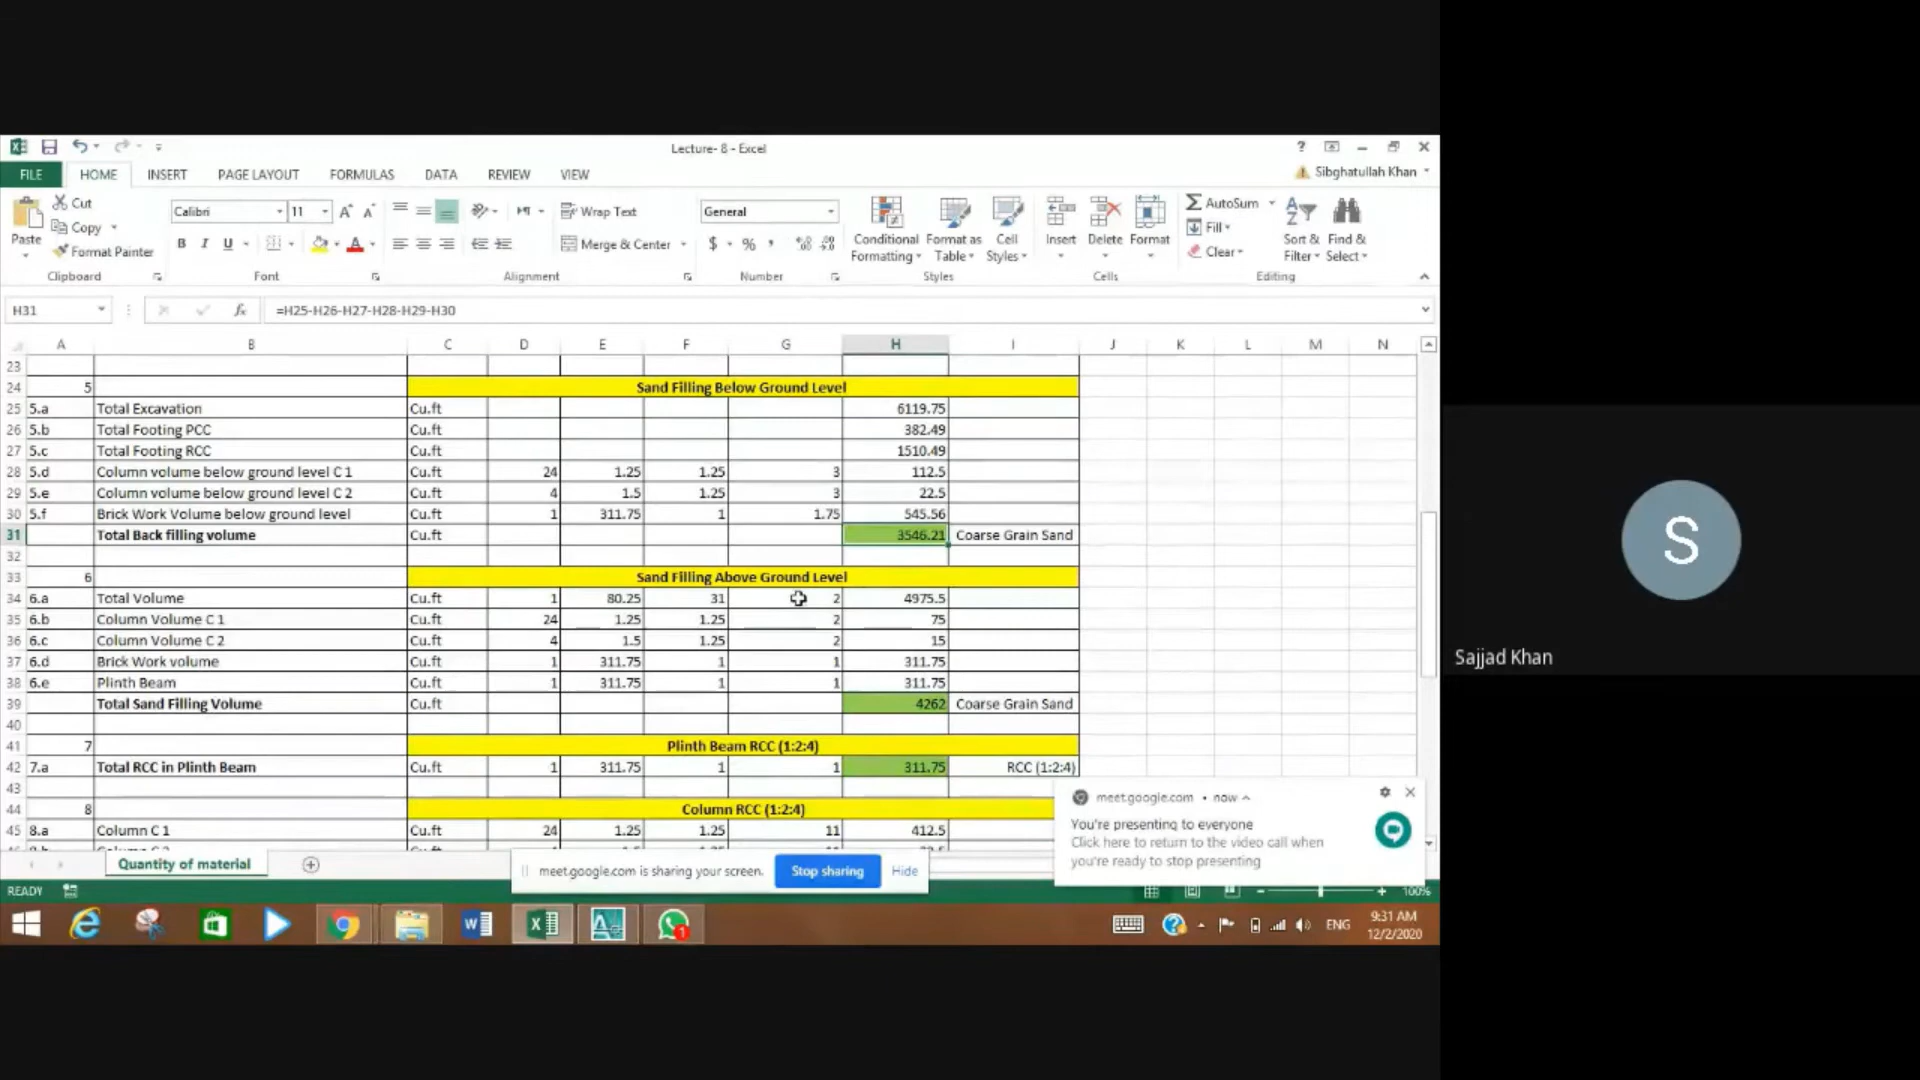 Lecture- 8 - Excel
?
FILE HOME INSERT PAGE LAYOUT FORMULAS DATA REVIEW VIEW Sibghatullah Khan
Paste Cut Copy Format Painter Clipboard
Calibri 11 B I U Font
Wrap Text Merge & Center Alignment
General $ % , Number
Conditional Formatting Format as Table Cell Styles Styles
Insert Delete Format Cells
AutoSum Fill Clear Sort & Filter Find & Select Editing
H31 fx =H25-H26-H27-H28-H29-H30
A B C D E F G H I J K L M N
23
24 5 Sand Filling Below Ground Level
25 5.a Total Excavation Cu.ft 6119.75
26 5.b Total Footing PCC Cu.ft 382.49
27 5.c Total Footing RCC Cu.ft 1510.49
28 5.d Column volume below ground level C 1 Cu.ft 24 1.25 1.25 3 112.5
29 5.e Column volume below ground level C 2 Cu.ft 4 1.5 1.25 3 22.5
30 5.f Brick Work Volume below ground level Cu.ft 1 311.75 1 1.75 545.56
31 Total Back filling volume Cu.ft 3546.21 Coarse Grain Sand
32
33 6 Sand Filling Above Ground Level
34 6.a Total Volume Cu.ft 1 80.25 31 2 4975.5
35 6.b Column Volume C 1 Cu.ft 24 1.25 1.25 2 75
36 6.c Column Volume C 2 Cu.ft 4 1.5 1.25 2 15
37 6.d Brick Work volume Cu.ft 1 311.75 1 1 311.75
38 6.e Plinth Beam Cu.ft 1 311.75 1 1 311.75
39 Total Sand Filling Volume Cu.ft 4262 Coarse Grain Sand
40
41 7 Plinth Beam RCC (1:2:4)
42 7.a Total RCC in Plinth Beam Cu.ft 1 311.75 1 1 311.75 RCC (1:2:4)
43
44 8 Column RCC (1:2:4)
45 8.a Column C 1 Cu.ft 24 1.25 1.25 11 412.5
Quantity of material
READY 100%
meet.google.com is sharing your screen. Stop sharing Hide
meet.google.com • now
You're presenting to everyone
Click here to return to the video call when
you're ready to stop presenting
1
ENG
9:31 AM
12/2/2020
S
Sajjad Khan